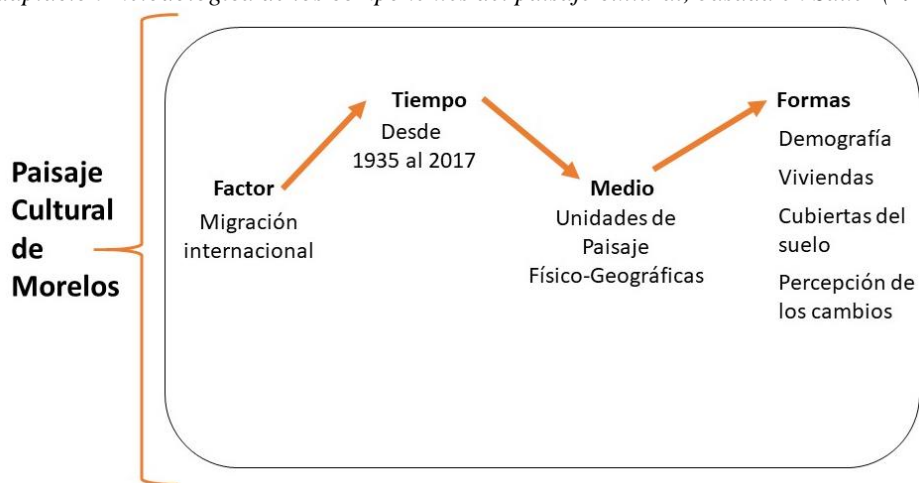 Paisaje
Cultural
de
Morelos
Factor
Migración
internacional
Tiempo
Desde
1935 al 2017
Medio
Unidades de
Paisaje
Físico-Geográficas
Formas
Demografía
Viviendas
Cubiertas del
suelo
Percepción de
los cambios